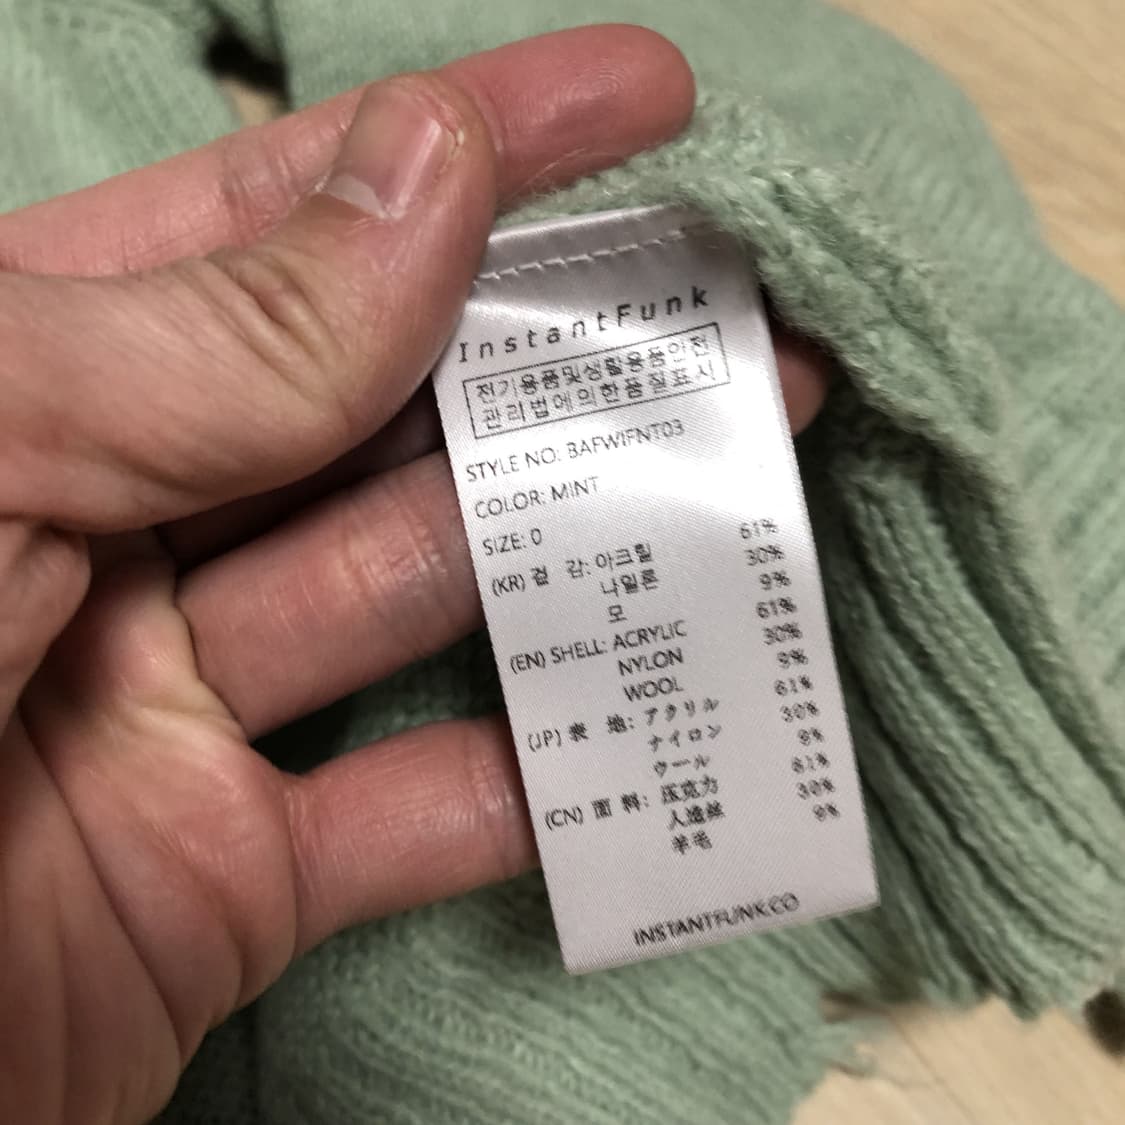 InstantFunk
전기용품및생활용품안전
관리법에의한품질표시
STYLE NO: BAFWIFNT03
COLOR: MINT
SIZE: 0
(KR) 겉 감: 아크릴 61%
나일론 30%
모 9%
(EN) SHELL: ACRYLIC 61%
NYLON 30%
WOOL 9%
(JP) 表 地: アクリル 61%
ナイロン 30%
ウール 9%
(CN) 面 料: 压克力 61%
人造丝 30%
羊毛 9%
INSTANTFUNK.CO